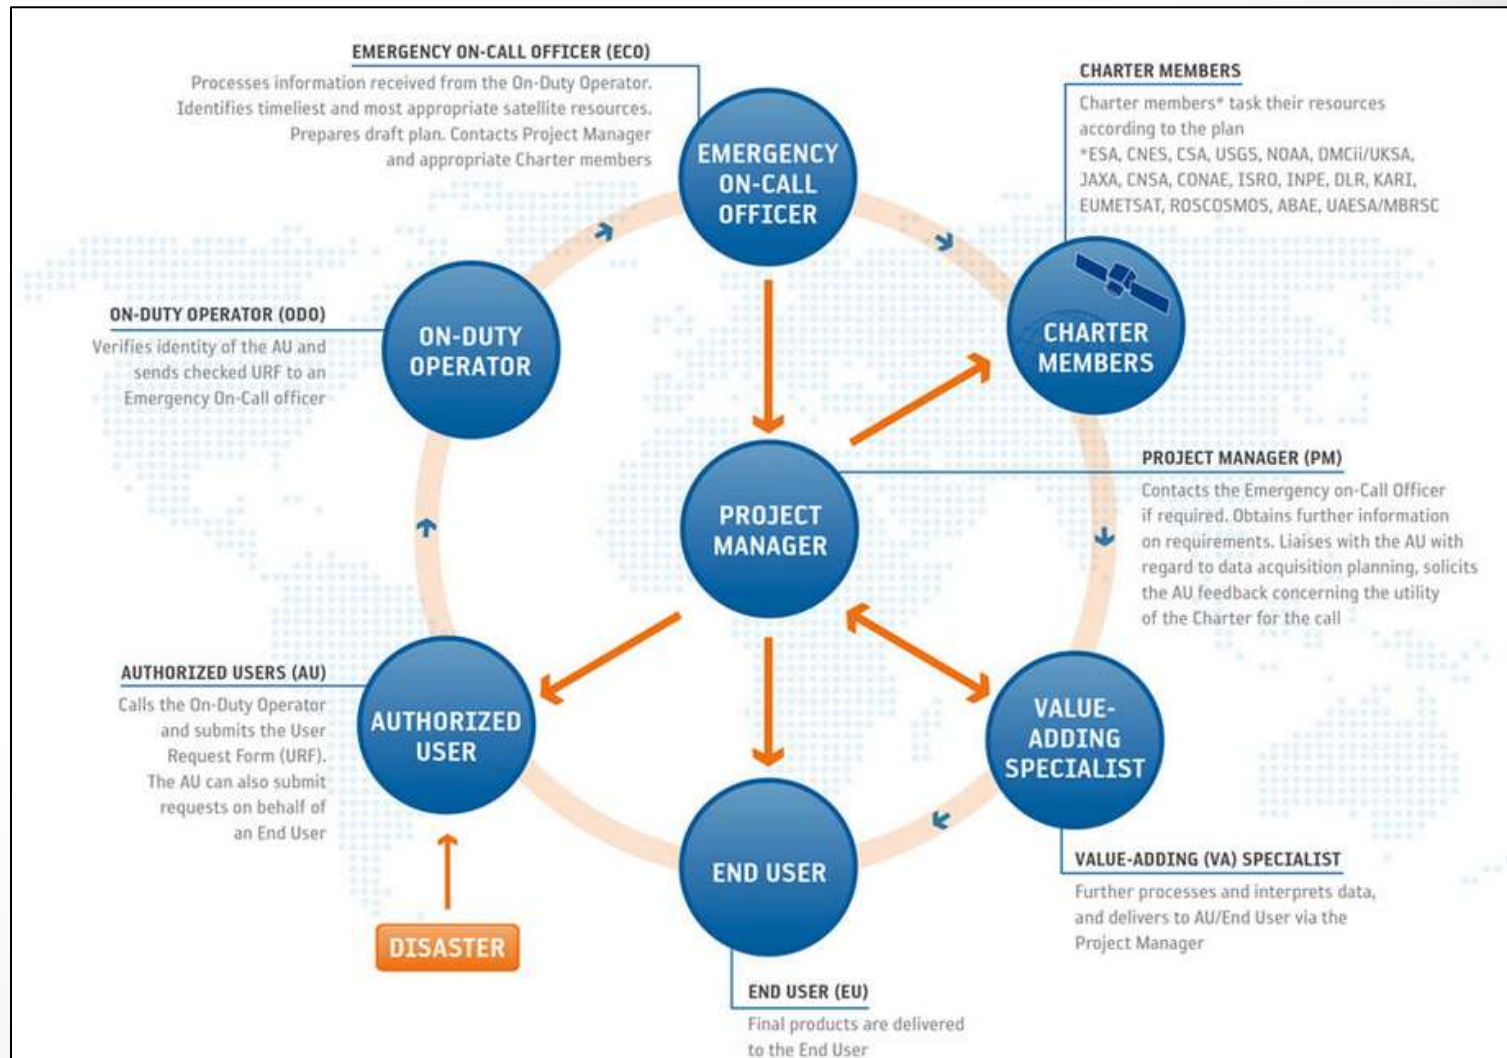 EMERGENCY ON-CALL OFFICER (ECO)
Processes information received from the On-Duty Operator.
Identifies timeliest and most appropriate satellite resources.
Prepares draft plan. Contacts Project Manager
and appropriate Charter members
EMERGENCY
ON-CALL
OFFICER
CHARTER MEMBERS
Charter members* task their resources
according to the plan
*ESA, CNES, CSA, USGS, NOAA, DMCii/UKSA,
JAXA, CNSA, CONAE, ISRO, INPE, DLR, KARI,
EUMETSAT, ROSCOSMOS, ABAE, UAESA/MBRSC
CHARTER
MEMBERS
ON-DUTY OPERATOR (ODO)
Verifies identity of the AU and
sends checked URF to an
Emergency On-Call officer
ON-DUTY
OPERATOR
PROJECT
MANAGER
PROJECT MANAGER (PM)
Contacts the Emergency on-Call Officer
if required. Obtains further information
on requirements. Liaises with the AU with
regard to data acquisition planning, solicits
the AU feedback concerning the utility
of the Charter for the call
AUTHORIZED USERS (AU)
Calls the On-Duty Operator
and submits the User
Request Form (URF).
The AU can also submit
requests on behalf of
an End User
AUTHORIZED
USER
DISASTER
VALUE-
ADDING
SPECIALIST
VALUE-ADDING (VA) SPECIALIST
Further processes and interprets data,
and delivers to AU/End User via the
Project Manager
END USER
END USER (EU)
Final products are delivered
to the End User